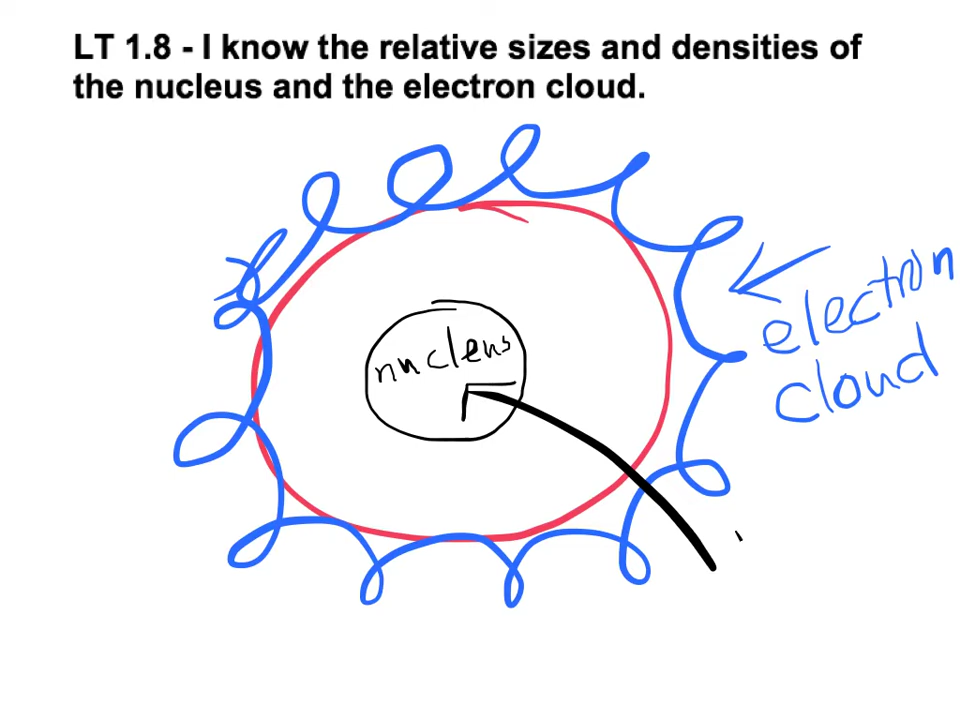 LT 1.8 - I know the relative sizes and densities of
the nucleus and the electron cloud.
nucleus
electron
cloud